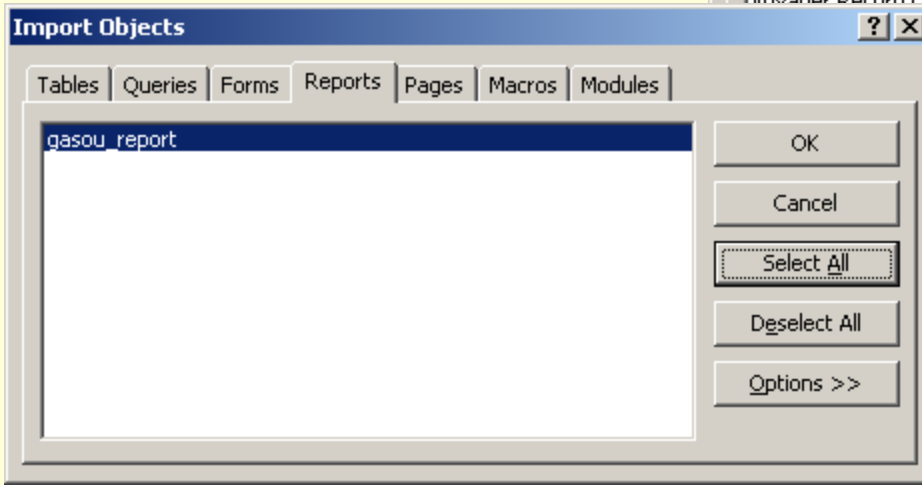 Import Objects
Tables Queries Forms Reports Pages Macros Modules
gasou_report
OK
Cancel
Select All
Deselect All
Options >>